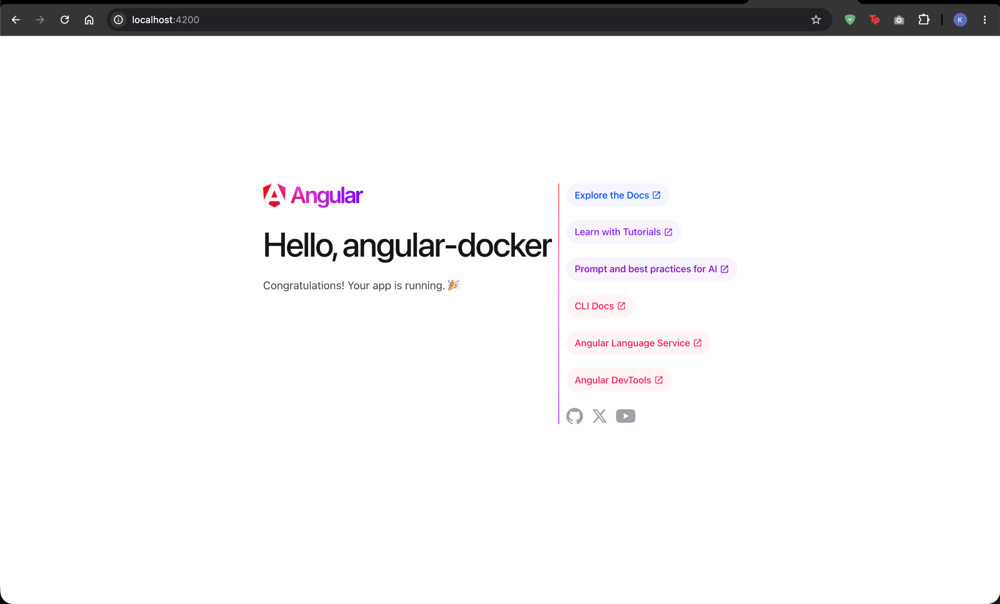 localhost:4200
Tp
K
Angular
Hello, angular-docker
Congratulations! Your app is running. 🎉
Explore the Docs
Learn with Tutorials
Prompt and best practices for AI
CLI Docs
Angular Language Service
Angular DevTools